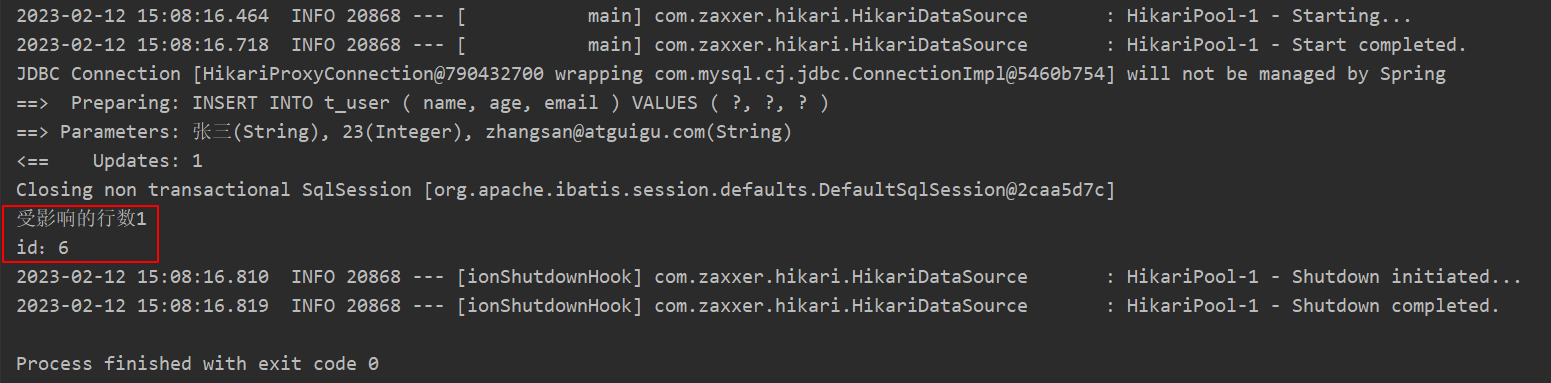 2023-02-12 15:08:16.464  INFO 20868 --- [           main] com.zaxxer.hikari.HikariDataSource       : HikariPool-1 - Starting...
2023-02-12 15:08:16.718  INFO 20868 --- [           main] com.zaxxer.hikari.HikariDataSource       : HikariPool-1 - Start completed.
JDBC Connection [HikariProxyConnection@790432700 wrapping com.mysql.cj.jdbc.ConnectionImpl@5460b754] will not be managed by Spring
==>  Preparing: INSERT INTO t_user ( name, age, email ) VALUES ( ?, ?, ? )
==> Parameters: 张三(String), 23(Integer), zhangsan@atguigu.com(String)
<==    Updates: 1
Closing non transactional SqlSession [org.apache.ibatis.session.defaults.DefaultSqlSession@2caa5d7c]
受影响的行数1
id：6
2023-02-12 15:08:16.810  INFO 20868 --- [ionShutdownHook] com.zaxxer.hikari.HikariDataSource       : HikariPool-1 - Shutdown initiated...
2023-02-12 15:08:16.819  INFO 20868 --- [ionShutdownHook] com.zaxxer.hikari.HikariDataSource       : HikariPool-1 - Shutdown completed.
Process finished with exit code 0